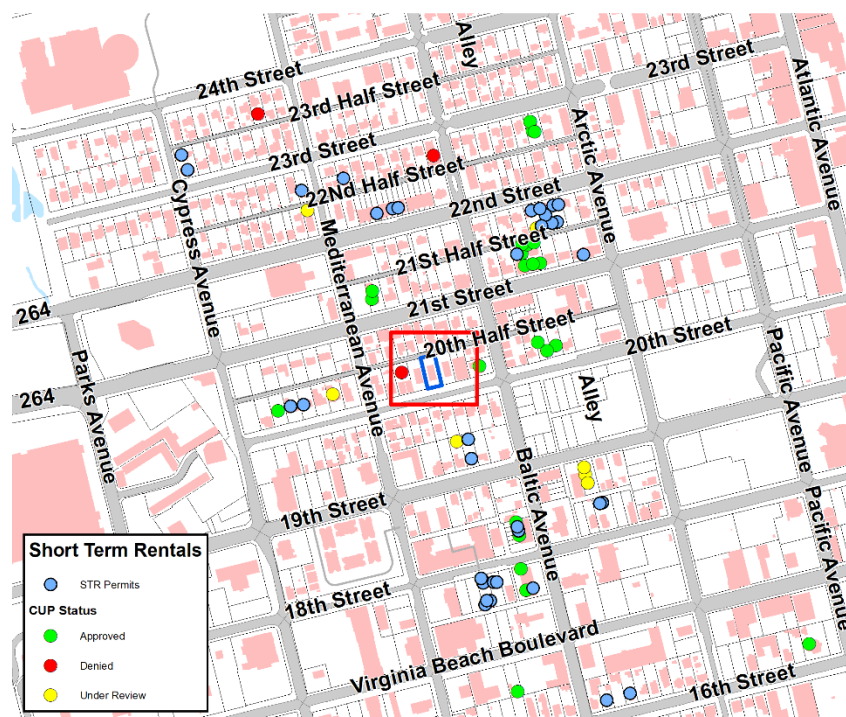 Alley
24th Street
23rd Half Street
23rd Street
23rd Street
Atlantic Avenue
Arctic Avenue
22Nd Half Street
22nd Street
Cypress Avenue
Mediterranean Avenue
21St Half Street
21st Street
264
20th Half Street
20th Street
Parks Avenue
264
Pacific Avenue
Alley
Baltic Avenue
19th Street
18th Street
Pacific Avenue
Virginia Beach Boulevard
16th Street
Short Term Rentals
STR Permits
CUP Status
Approved
Denied
Under Review